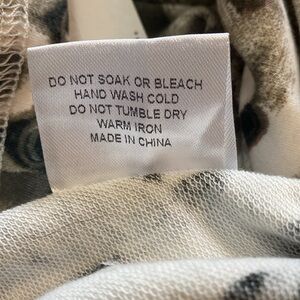 DO NOT SOAK OR BLEACH
HAND WASH COLD
DO NOT TUMBLE DRY
WARM IRON
MADE IN CHINA